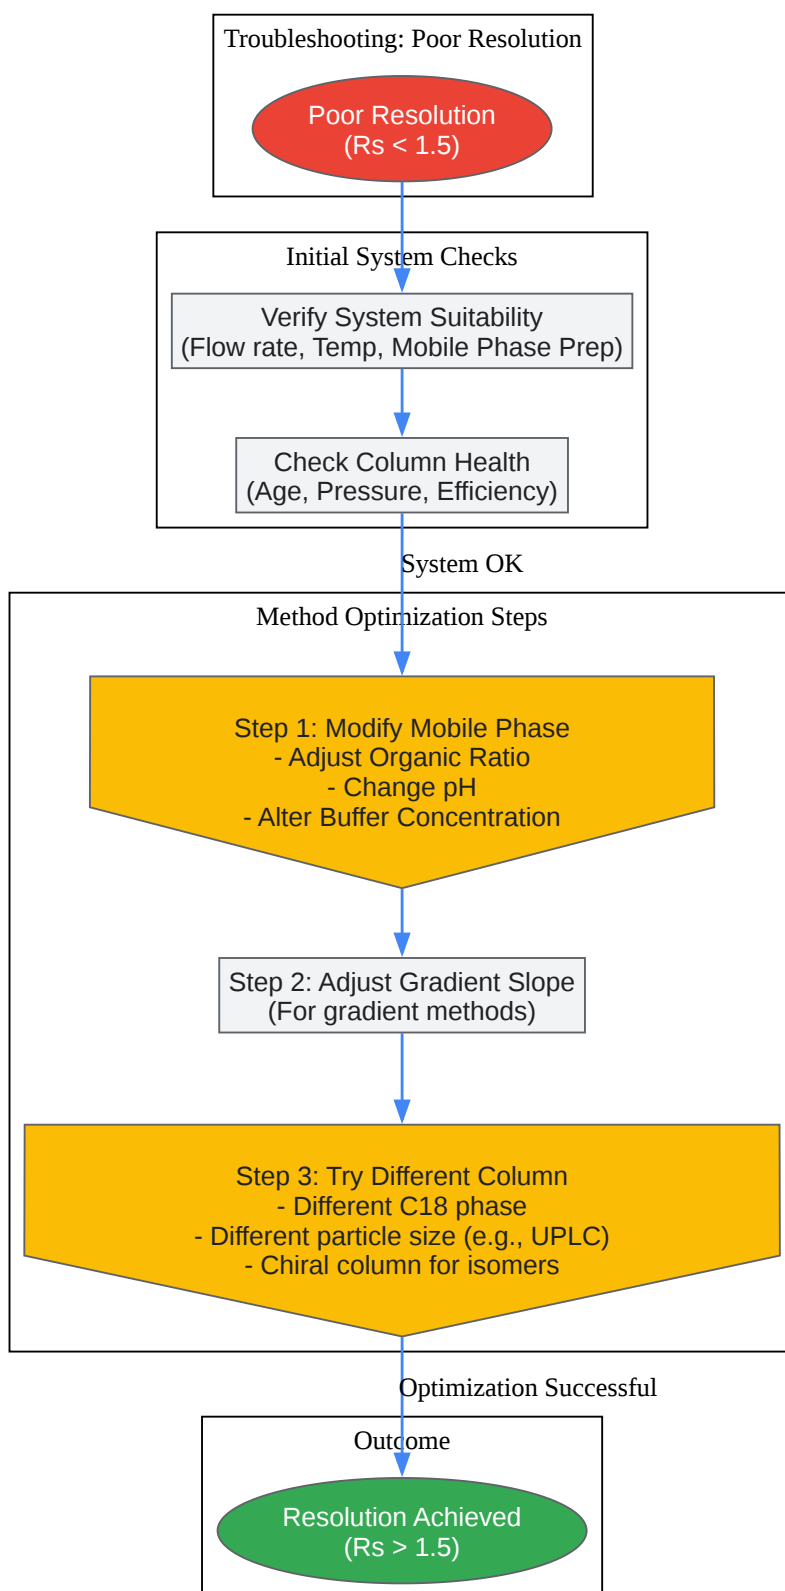 Troubleshooting: Poor Resolution
Poor Resolution
(Rs < 1.5)
Initial System Checks
Verify System Suitability
(Flow rate, Temp, Mobile Phase Prep)
Check Column Health
(Age, Pressure, Efficiency)
System OK
Method Optimization Steps
Step 1: Modify Mobile Phase
- Adjust Organic Ratio
- Change pH
- Alter Buffer Concentration
Step 2: Adjust Gradient Slope
(For gradient methods)
Step 3: Try Different Column
- Different C18 phase
- Different particle size (e.g., UPLC)
- Chiral column for isomers
Optimization Successful
Outcome
Resolution Achieved
(Rs > 1.5)